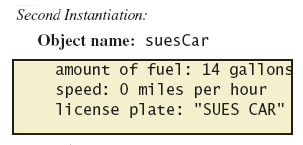 Second Instantiation:
Object name: suesCar
amount of fuel: 14 gallons
speed: 0 miles per hour
license plate: "SUES CAR"